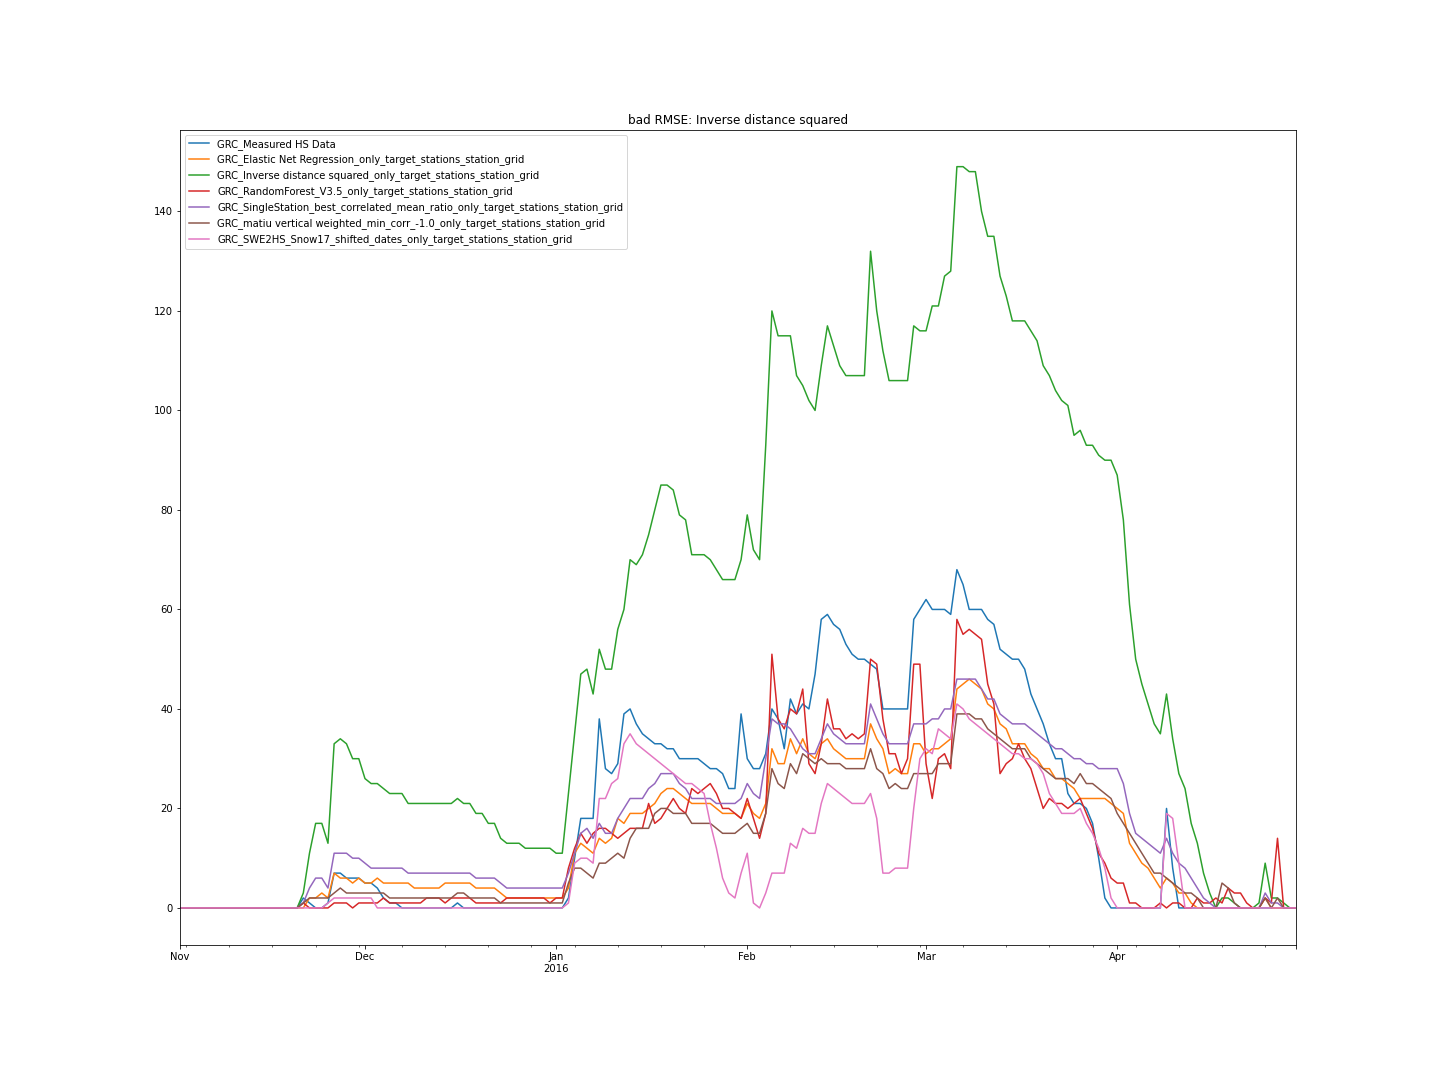 bad RMSE: Inverse distance squared
GRC_Measured HS Data
GRC_Elastic Net Regression_only_target_stations_station_grid
GRC_Inverse distance squared_only_target_stations_station_grid
GRC_RandomForest_V3.5_only_target_stations_station_grid
GRC_SingleStation_best_correlated_mean_ratio_only_target_stations_station_grid
GRC_matiu vertical weighted_min_corr_-1.0_only_target_stations_station_grid
GRC_SWE2HS_Snow17_shifted_dates_only_target_stations_station_grid
140
120
100
80
60
40
20
0
Nov Dec Jan Feb Mar Apr
2016